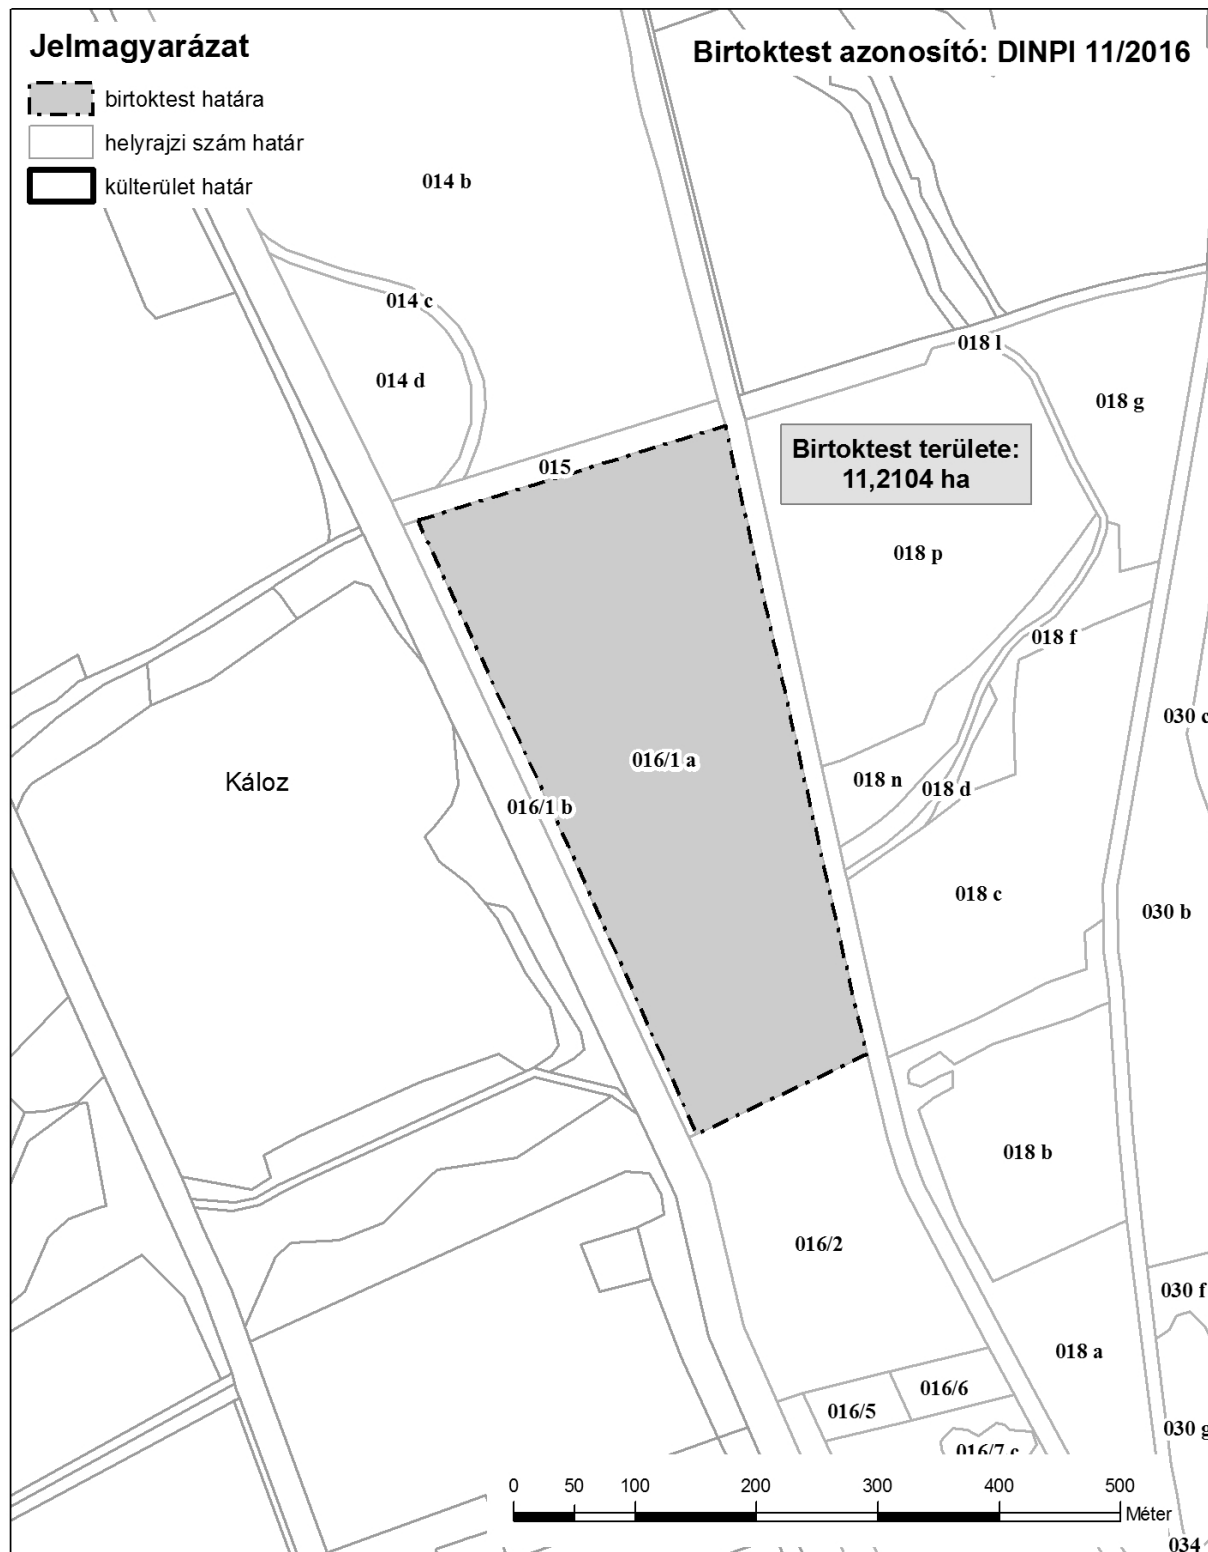 Jelmagyarázat
birtoktest határa
helyrajzi szám határ
külterület határ
Birtoktest azonosító: DINPI 11/2016
014 b
014 c
014 d
018 l
018 g
015
Birtoktest területe:
11,2104 ha
018 p
018 f
030 c
016/1 a
Káloz
016/1 b
018 n
018 d
018 c
030 b
018 b
016/2
030 f
018 a
016/6
016/5
030 g
016/7 c
0 50 100 200 300 400 500
Méter
034